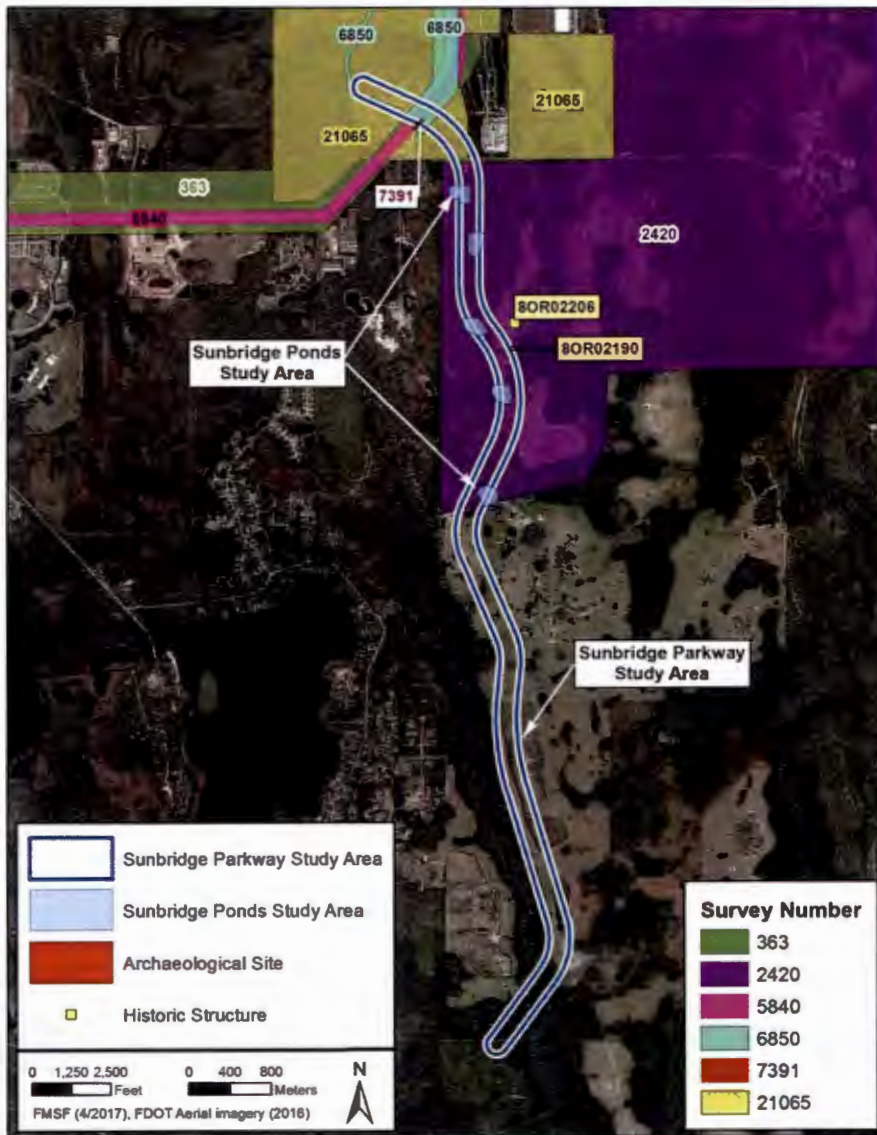 6850
6850
21065
21065
363
7391
5840
2420
8OR02206
8OR02190
Sunbridge Ponds
Study Area
Sunbridge Parkway
Study Area
Sunbridge Parkway Study Area
Sunbridge Ponds Study Area
Archaeological Site
Historic Structure
0 1,250 2,500
Feet
0 400 800
Meters
N
FMSF (4/2017), FDOT Aerial imagery (2016)
Survey Number
363
2420
5840
6850
7391
21065